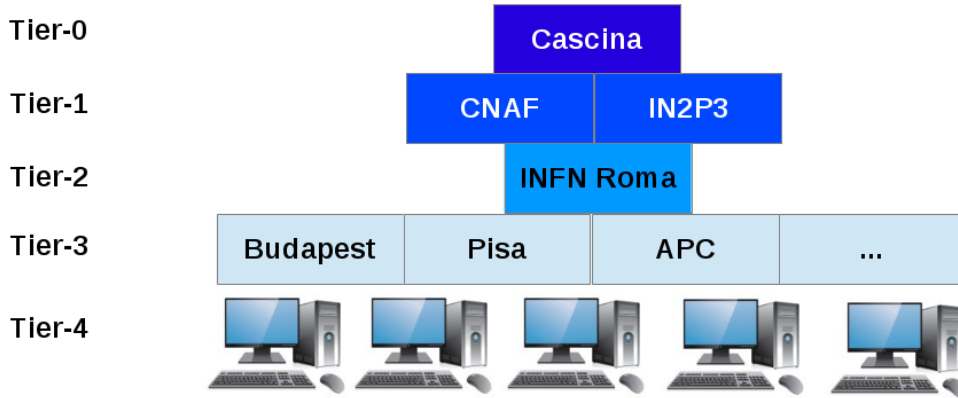 Tier-0 Cascina
Tier-1 CNAF IN2P3
Tier-2 INFN Roma
Tier-3 Budapest Pisa APC ...
Tier-4